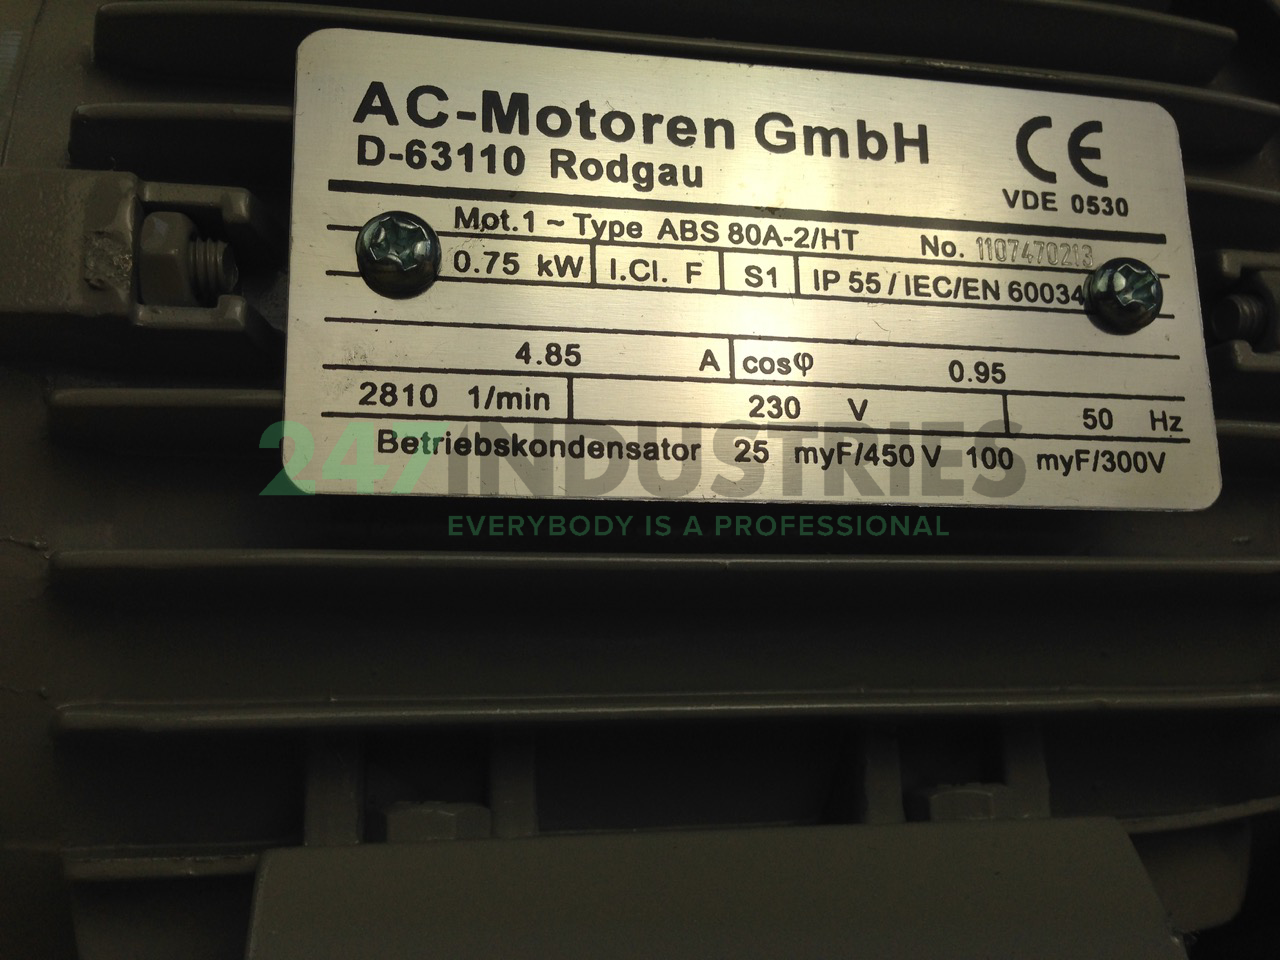 AC-Motoren GmbH
D-63110 Rodgau
CE
VDE 0530
Mot.1 ~ Type ABS 80A-2/HT No. 1107470213
0.75 kW I.Cl. F S1 IP 55 / IEC/EN 60034
4.85 A cosφ 0.95
2810 1/min 230 V 50 Hz
Betriebskondensator 25 myF/450 V 100 myF/300V
247INDUSTRIES
EVERYBODY IS A PROFESSIONAL